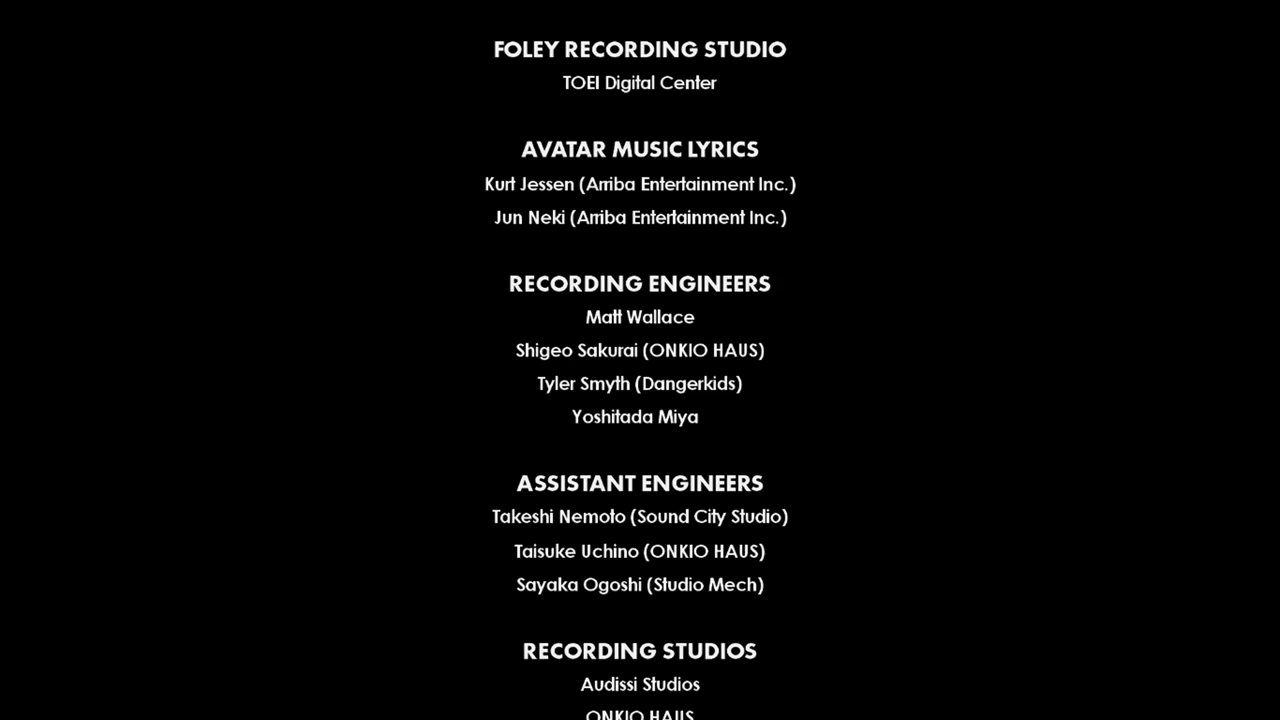 FOLEY RECORDING STUDIO
TOEI Digital Center
AVATAR MUSIC LYRICS
Kurt Jessen (Arriba Entertainment Inc.)
Jun Neki (Arriba Entertainment Inc.)
RECORDING ENGINEERS
Matt Wallace
Shigeo Sakurai (ONKIO HAUS)
Tyler Smyth (Dangerkids)
Yoshitada Miya
ASSISTANT ENGINEERS
Takeshi Nemoto (Sound City Studio)
Taisuke Uchino (ONKIO HAUS)
Sayaka Ogoshi (Studio Mech)
RECORDING STUDIOS
Audissi Studios
ONKIO HAUS